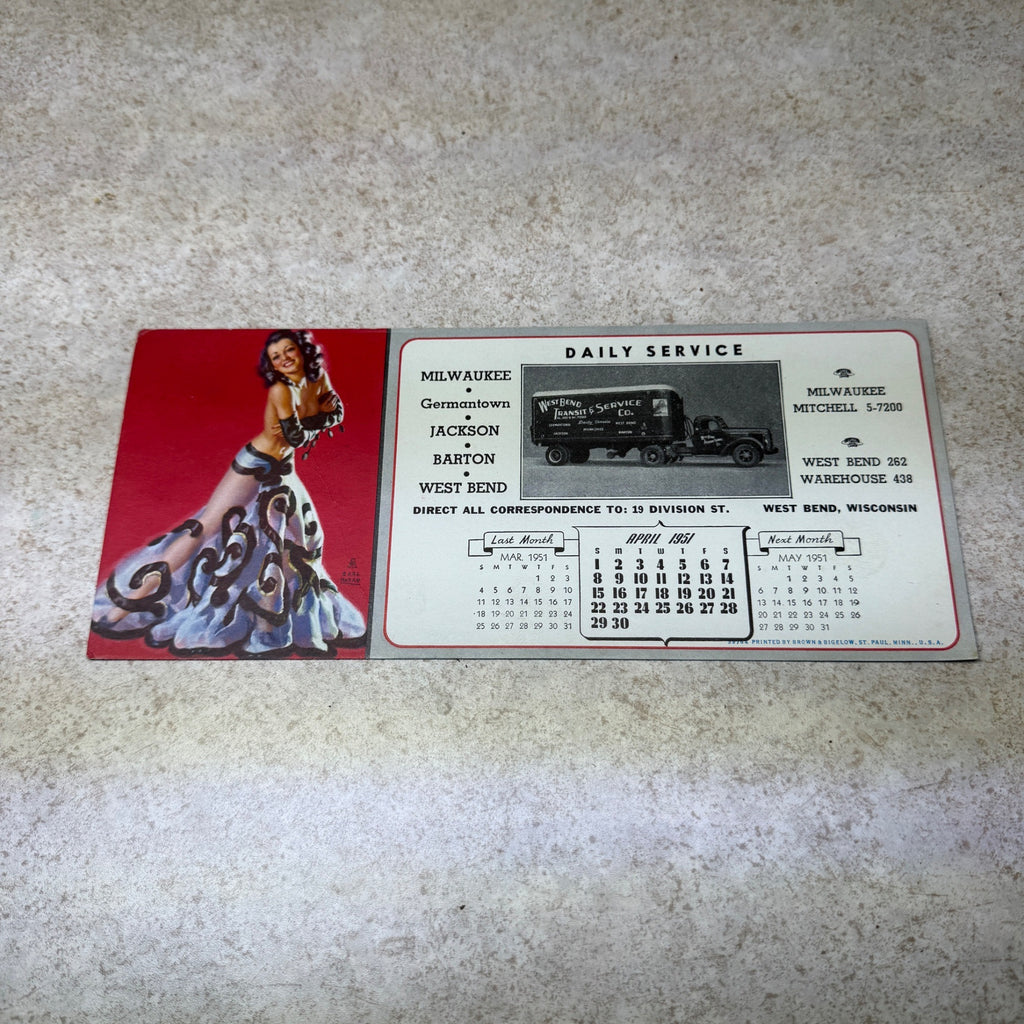 DAILY SERVICE
MILWAUKEE
•
Germantown
•
JACKSON
•
BARTON
•
WEST BEND
WEST BEND
TRANSIT & SERVICE
CO.
Daily Service
MILWAUKEE
MITCHELL 5-7200
WEST BEND 262
WAREHOUSE 438
DIRECT ALL CORRESPONDENCE TO: 19 DIVISION ST. WEST BEND, WISCONSIN
Last Month
MAR. 1951
S M T W T F S
1 2 3
4 5 6 7 8 9 10
11 12 13 14 15 16 17
18 19 20 21 22 23 24
25 26 27 28 29 30 31
APRIL 1951
S M T W T F S
1 2 3 4 5 6 7
8 9 10 11 12 13 14
15 16 17 18 19 20 21
22 23 24 25 26 27 28
29 30
Next Month
MAY 1951
S M T W T F S
1 2 3 4 5
6 7 8 9 10 11 12
13 14 15 16 17 18 19
20 21 22 23 24 25 26
27 28 29 30 31
PRINTED BY BROWN & BIGELOW, ST. PAUL, MINN., U.S.A.
EARL
MORAN